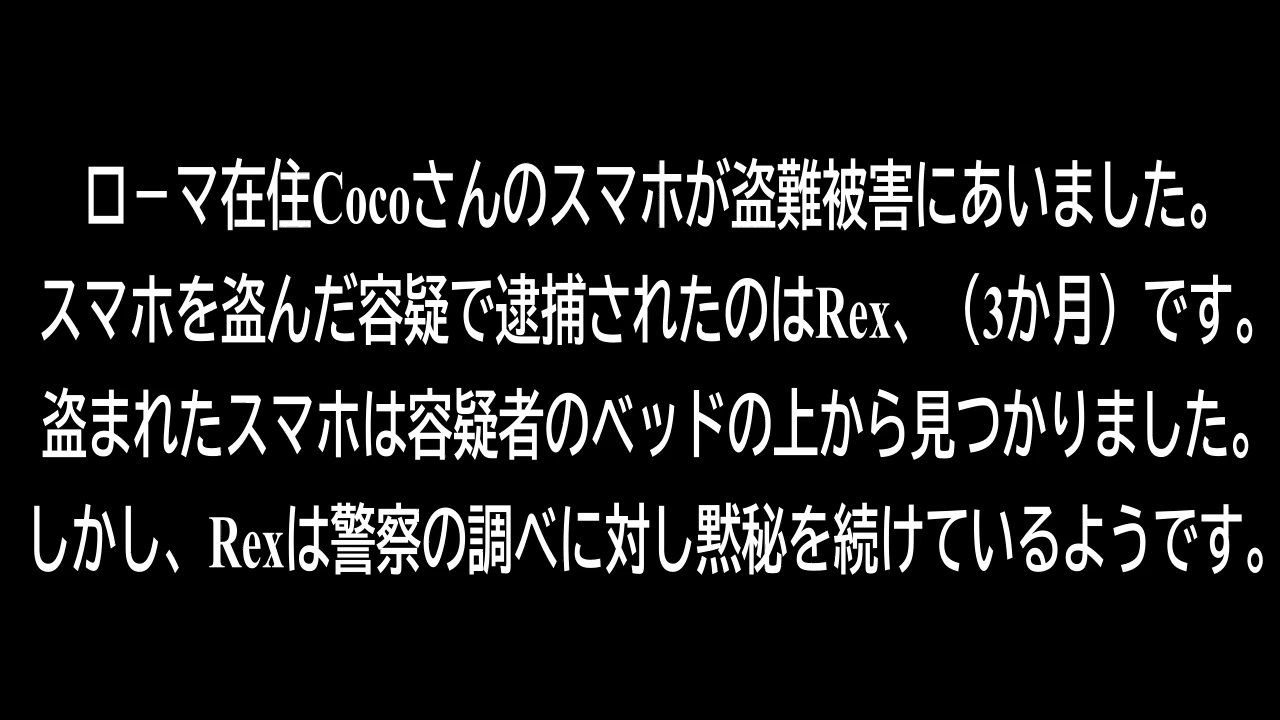 ローマ在住Cocoさんのスマホが盗難被害にあいました。
スマホを盗んだ容疑で逮捕されたのはRex、（3か月）です。
盗まれたスマホは容疑者のベッドの上から見つかりました。
しかし、Rexは警察の調べに対し黙秘を続けているようです。